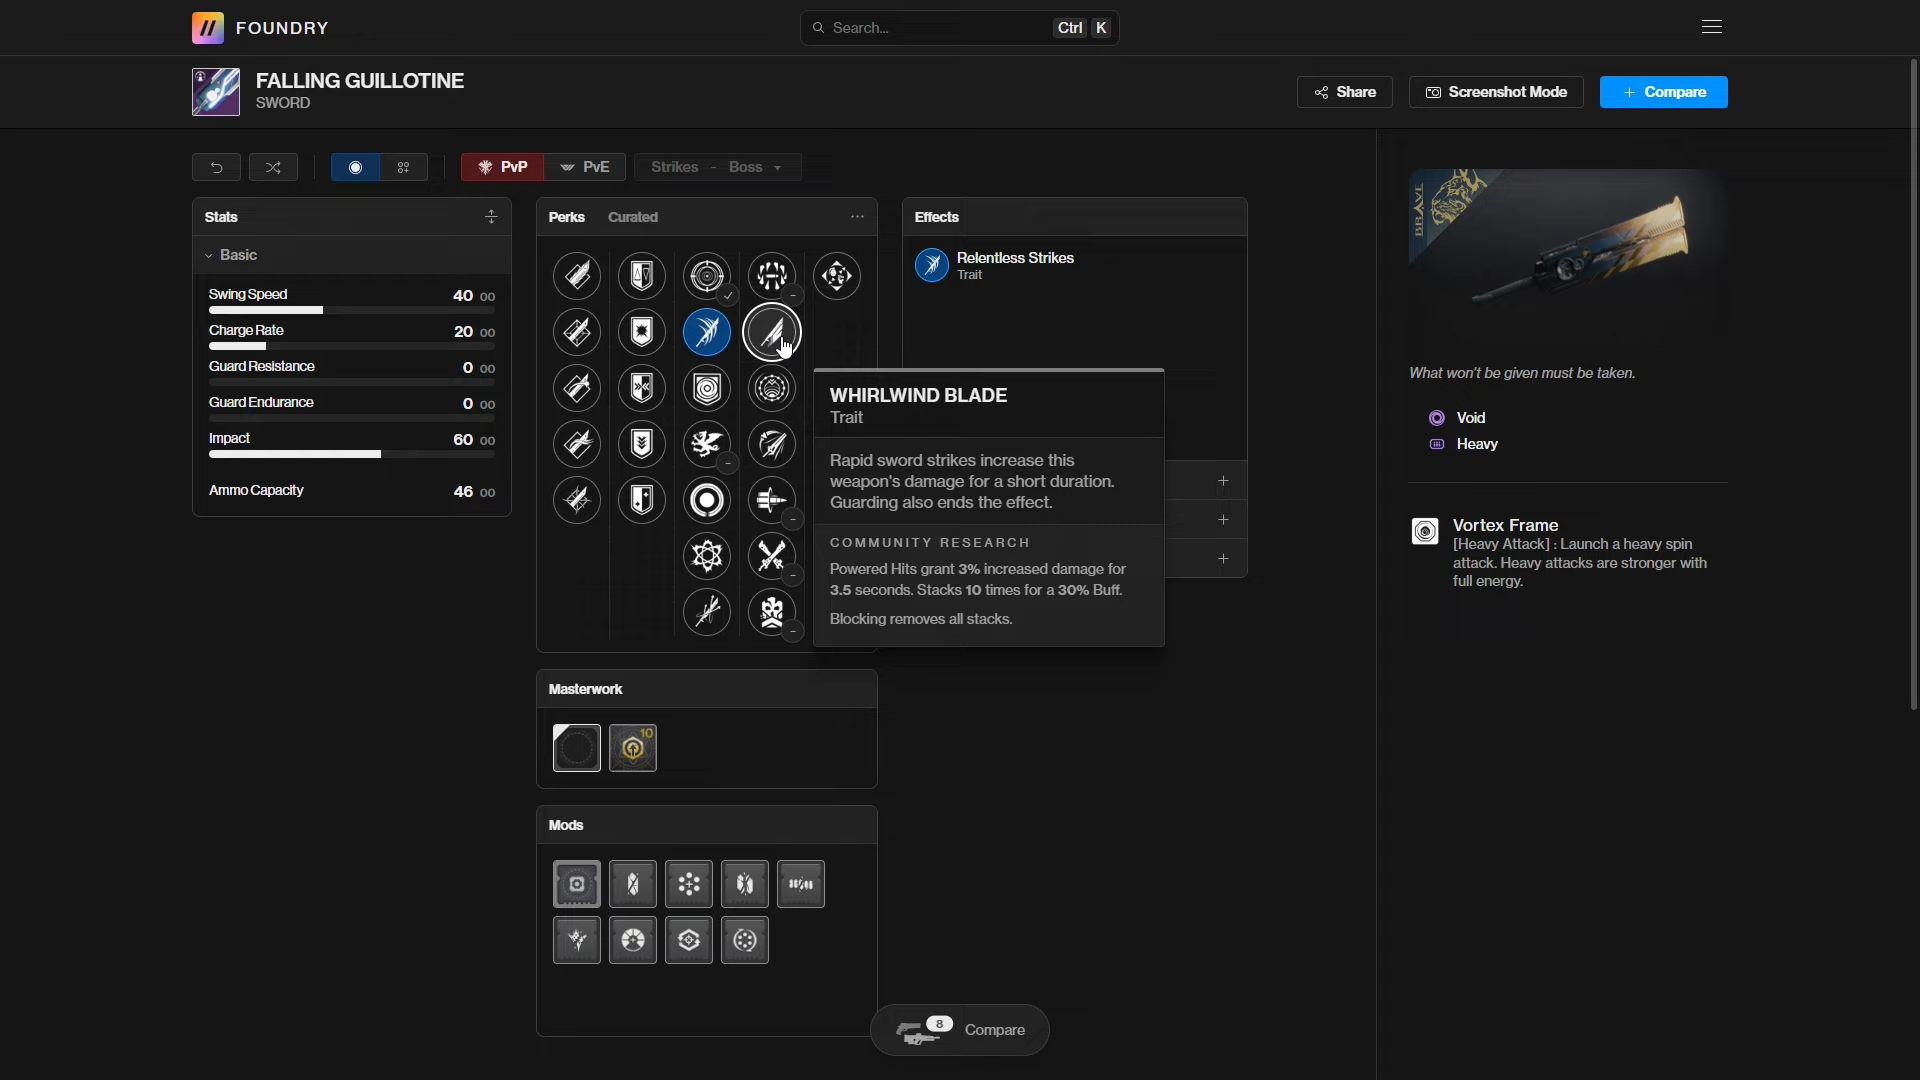 FOUNDRY
Search...
Ctrl K
FALLING GUILLOTINE
SWORD
Share
Screenshot Mode
+ Compare
PvP
PvE
Strikes - Boss
Stats
Basic
Swing Speed 40
Charge Rate 20
Guard Resistance 0
Guard Endurance 0
Impact 60
Ammo Capacity 46
Perks Curated
Effects
Relentless Strikes
Trait
WHIRLWIND BLADE
Trait
Rapid sword strikes increase this
weapon's damage for a short duration.
Guarding also ends the effect.
COMMUNITY RESEARCH
Powered Hits grant 3% increased damage for
3.5 seconds. Stacks 10 times for a 30% Buff.
Blocking removes all stacks.
Masterwork
10
Mods
8
Compare
BRAVE
What won't be given must be taken.
Void
Heavy
Vortex Frame
[Heavy Attack] : Launch a heavy spin
attack. Heavy attacks are stronger with
full energy.